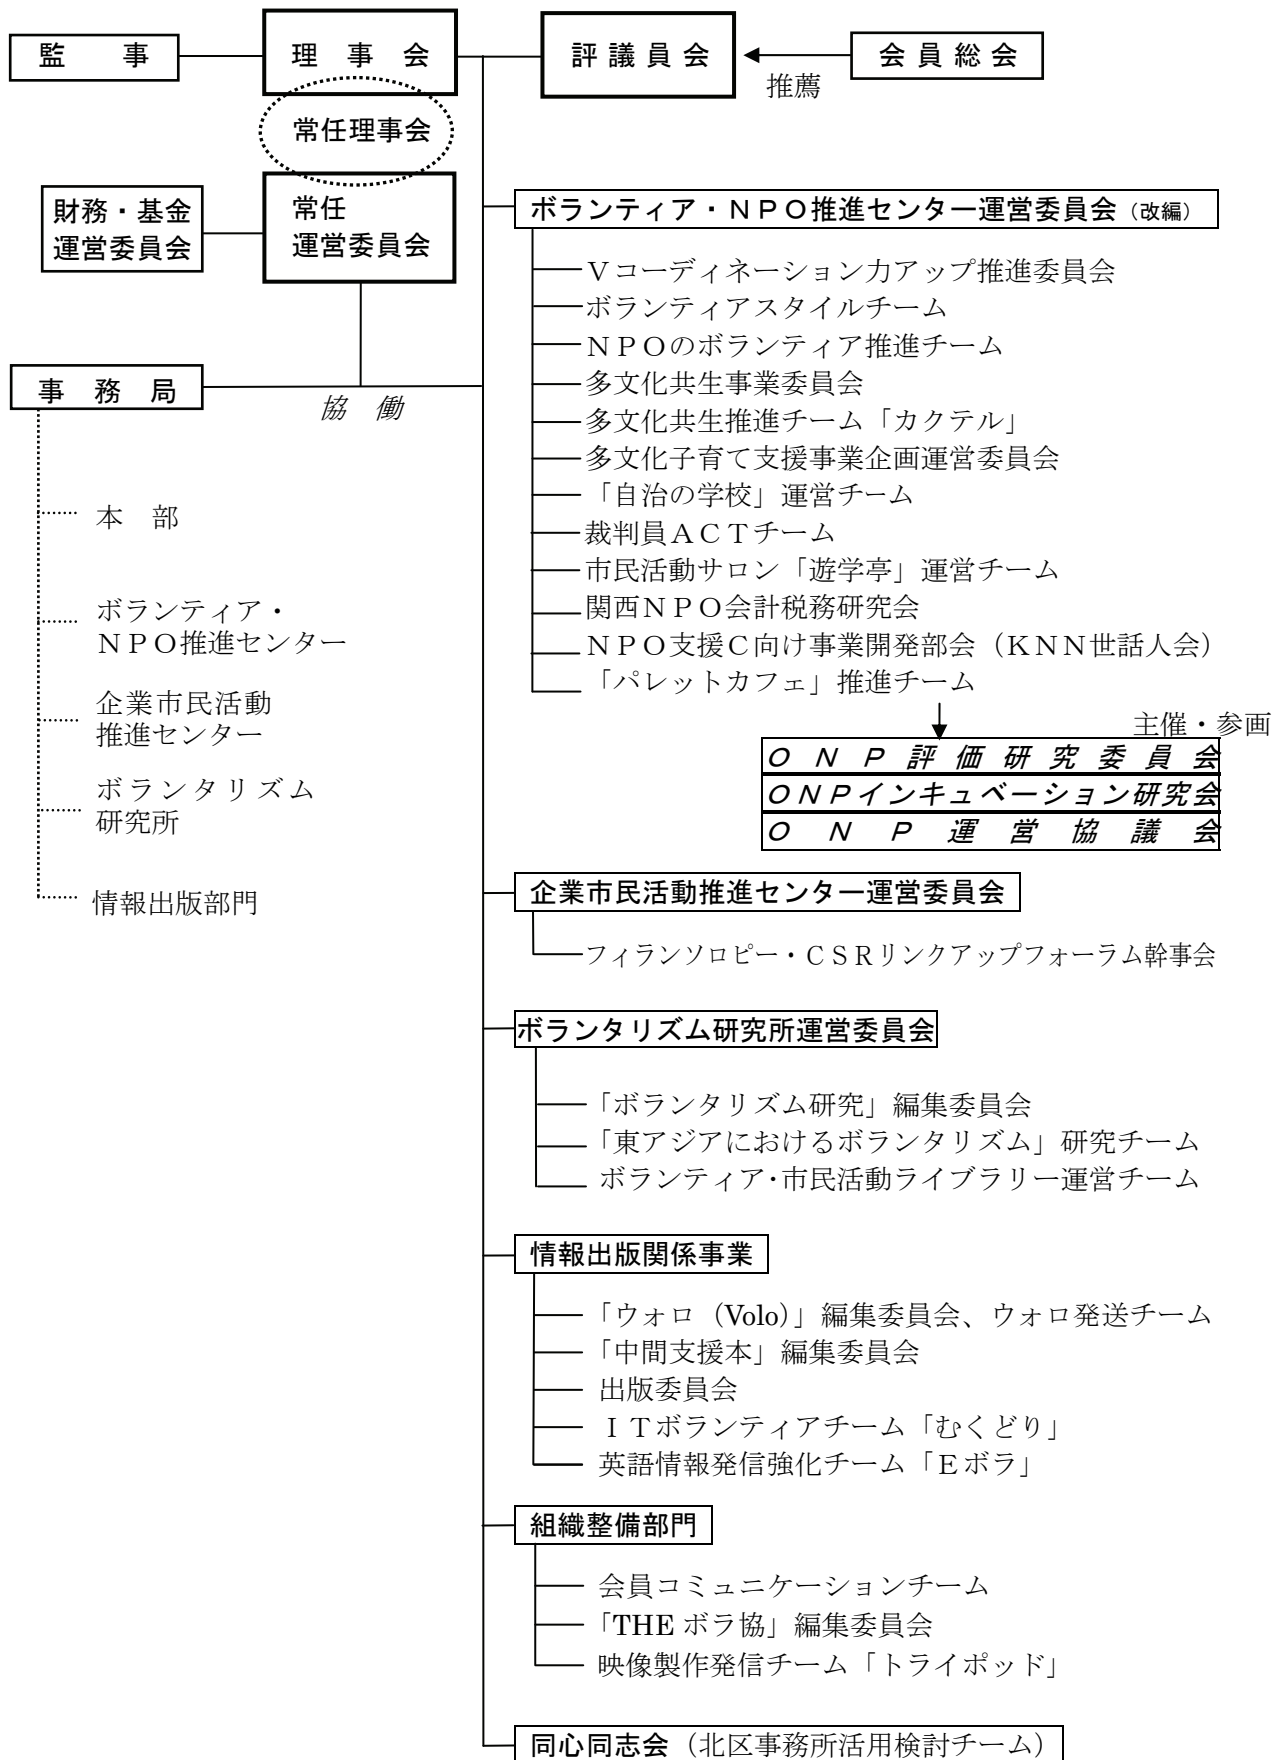 監　事
理 事 会
評 議 員 会
会 員 総 会
推薦
常任理事会
財務・基金
運営委員会
常任
運営委員会
事 務 局
協 働
本 部
ボランティア・
ＮＰＯ推進センター
企業市民活動
推進センター
ボランタリズム
研究所
情報出版部門
ボランティア・ＮＰＯ推進センター運営委員会（改編）
Ｖコーディネーション力アップ推進委員会
ボランティアスタイルチーム
ＮＰＯのボランティア推進チーム
多文化共生事業委員会
多文化共生推進チーム「カクテル」
多文化子育て支援事業企画運営委員会
「自治の学校」運営チーム
裁判員ＡＣＴチーム
市民活動サロン「遊学亭」運営チーム
関西ＮＰＯ会計税務研究会
ＮＰＯ支援Ｃ向け事業開発部会（ＫＮＮ世話人会）
「パレットカフェ」推進チーム
主催・参画
ＯＮＰ評価研究委員会
ＯＮＰインキュベーション研究会
ＯＮＰ運営協議会
企業市民活動推進センター運営委員会
フィランソロピー・ＣＳＲリンクアップフォーラム幹事会
ボランタリズム研究所運営委員会
「ボランタリズム研究」編集委員会
「東アジアにおけるボランタリズム」研究チーム
ボランティア・市民活動ライブラリー運営チーム
情報出版関係事業
「ウォロ（Volo）」編集委員会、ウォロ発送チーム
「中間支援本」編集委員会
出版委員会
ＩＴボランティアチーム「むくどり」
英語情報発信強化チーム「Ｅボラ」
組織整備部門
会員コミュニケーションチーム
「THE ボラ協」編集委員会
映像製作発信チーム「トライポッド」
同心同志会（北区事務所活用検討チーム）